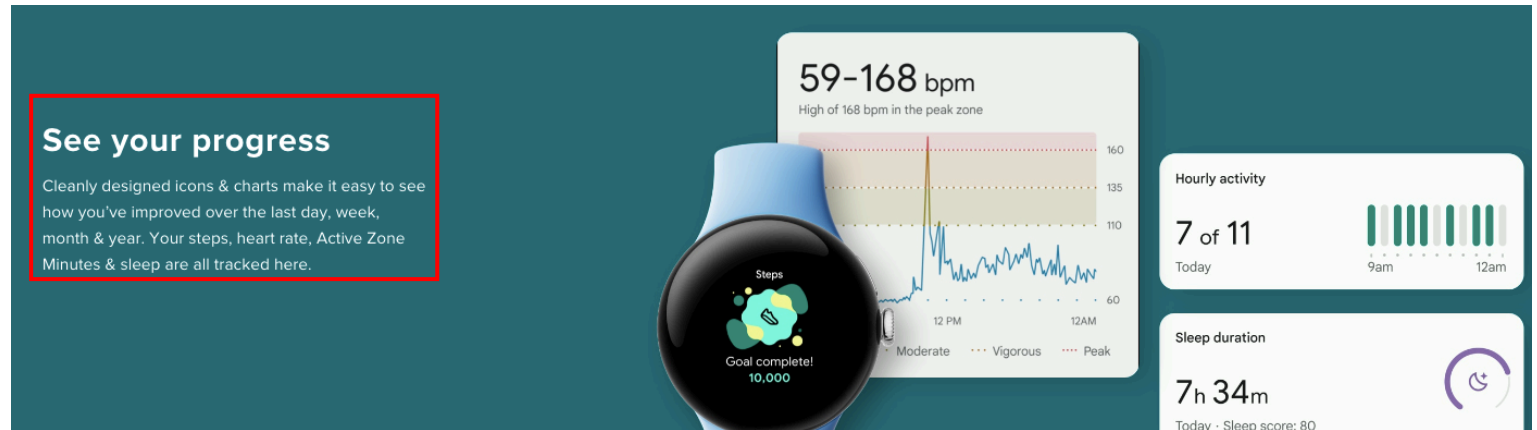 See your progress
Cleanly designed icons & charts make it easy to see
how you've improved over the last day, week,
month & year. Your steps, heart rate, Active Zone
Minutes & sleep are all tracked here.
59-168 bpm
High of 168 bpm in the peak zone
160
135
110
60
12 PM
12AM
Moderate
Vigorous
Peak
Steps
Goal complete!
10,000
Hourly activity
7 of 11
Today
9am
12am
Sleep duration
7h 34m
Today · Sleep score: 80